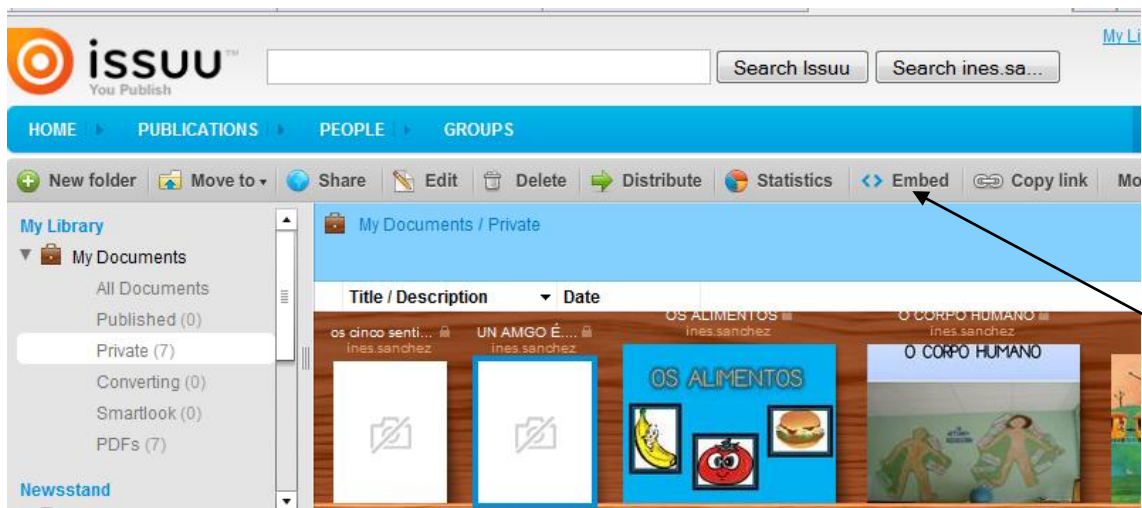 My Li
issuu™
You Publish
Search Issuu
Search ines.sa...
HOME
PUBLICATIONS
PEOPLE
GROUPS
New folder
Move to
Share
Edit
Delete
Distribute
Statistics
<> Embed
Copy link
Mo
My Library
My Documents
All Documents
Published (0)
Private (7)
Converting (0)
Smartlook (0)
PDFs (7)
Newsstand
My Documents / Private
Title / Description
Date
os cinco senti...
ines.sanchez
UN AMGO É....
ines.sanchez
OS ALIMENTOS
ines.sanchez
OS ALIMENTOS
O CORPO HUMANO
ines.sanchez
O CORPO HUMANO